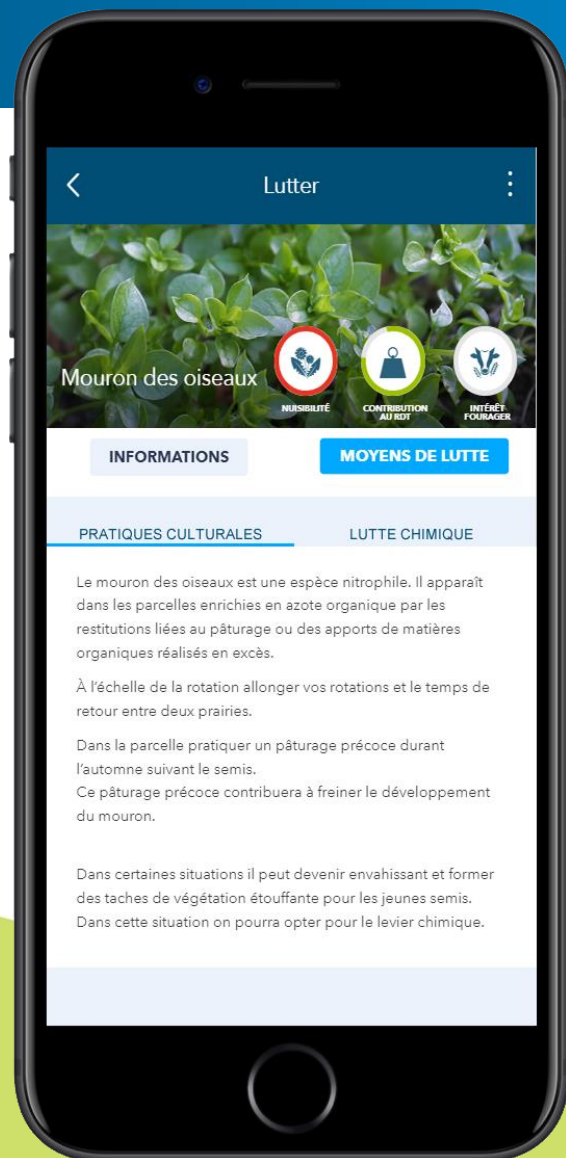 Lutter
Mouron des oiseaux
NUISIBILITÉ
CONTRIBUTION
AU RDT
INTÉRÊT
FOURAGER
INFORMATIONS
MOYENS DE LUTTE
PRATIQUES CULTURALES
LUTTE CHIMIQUE
Le mouron des oiseaux est une espèce nitrophile. Il apparaît
dans les parcelles enrichies en azote organique par les
restitutions liées au pâturage ou des apports de matières
organiques réalisés en excès.
À l'échelle de la rotation allonger vos rotations et le temps de
retour entre deux prairies.
Dans la parcelle pratiquer un pâturage précoce durant
l'automne suivant le semis.
Ce pâturage précoce contribuera à freiner le développement
du mouron.
Dans certaines situations il peut devenir envahissant et former
des taches de végétation étouffante pour les jeunes semis.
Dans cette situation on pourra opter pour le levier chimique.